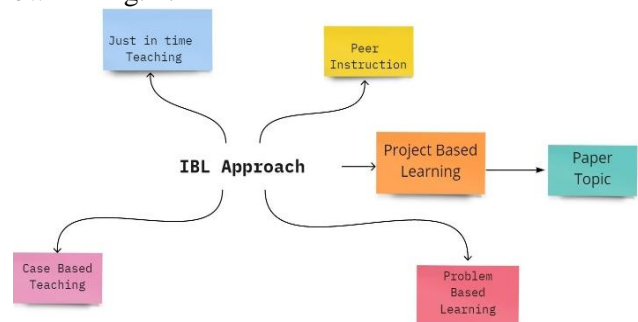 Just in time
Teaching
Peer
Instruction
IBL Approach
Project Based
Learning
Paper
Topic
Case Based
Teaching
Problem
Based
Learning